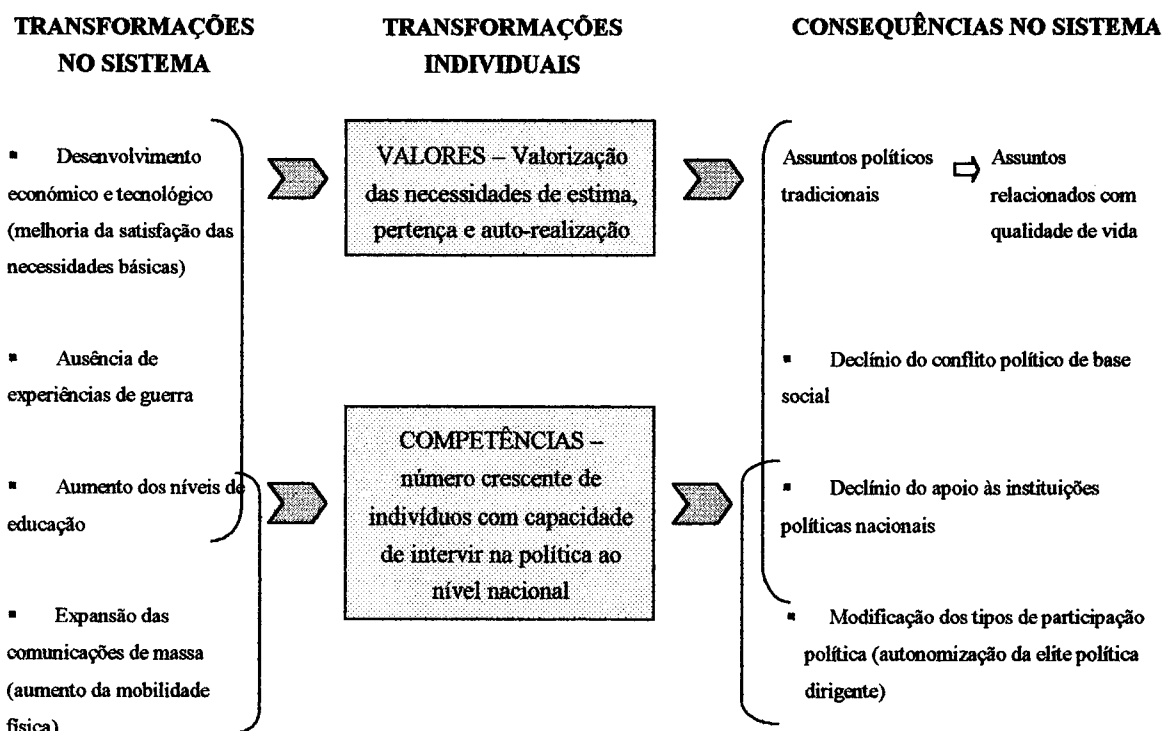 TRANSFORMAÇÕES
NO SISTEMA
TRANSFORMAÇÕES
INDIVIDUAIS
CONSEQUÊNCIAS NO SISTEMA
▪ Desenvolvimento
económico e tecnológico
(melhoria da satisfação das
necessidades básicas)
▪ Ausência de
experiências de guerra
▪ Aumento dos níveis de
educação
▪ Expansão das
comunicações de massa
(aumento da mobilidade
física)
VALORES – Valorização
das necessidades de estima,
pertença e auto-realização
COMPETÊNCIAS –
número crescente de
indivíduos com capacidade
de intervir na política ao
nível nacional
Assuntos políticos
tradicionais
Assuntos
relacionados com
qualidade de vida
▪ Declínio do conflito político de base
social
▪ Declínio do apoio às instituições
políticas nacionais
▪ Modificação dos tipos de participação
política (autonomização da elite política
dirigente)